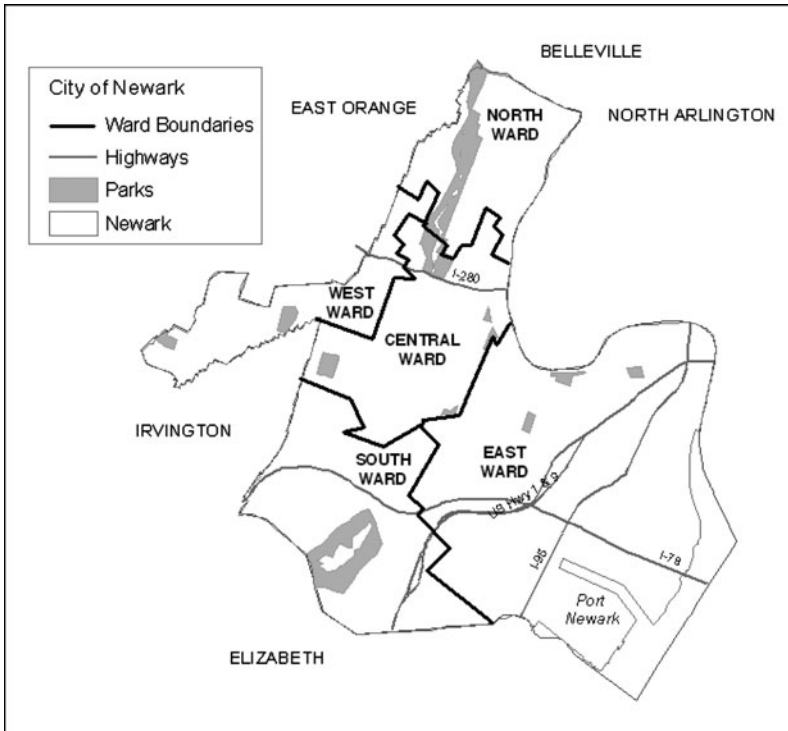 BELLEVILLE
City of Newark
Ward Boundaries
Highways
Parks
Newark
EAST ORANGE
NORTH
WARD
NORTH ARLINGTON
I-280
WEST
WARD
CENTRAL
WARD
IRVINGTON
SOUTH
WARD
EAST
WARD
US Hwy 1 & 9
I-95
I-78
Port
Newark
ELIZABETH